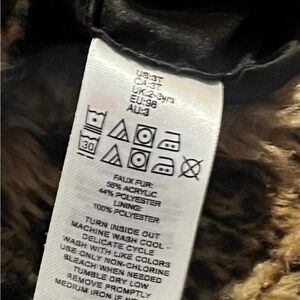 US:3T
CA:3T
UK:2-3yrs
EU:98
AU:3
30
FAUX FUR:
56% ACRYLIC
44% POLYESTER
LINING:
100% POLYESTER
TURN INSIDE OUT
MACHINE WASH COOL
DELICATE CYCLE
WASH WITH LIKE COLORS
USE ONLY NON-CHLORINE
BLEACH WHEN NEEDED
TUMBLE DRY LOW
REMOVE PROMPTLY
MEDIUM IRON IF